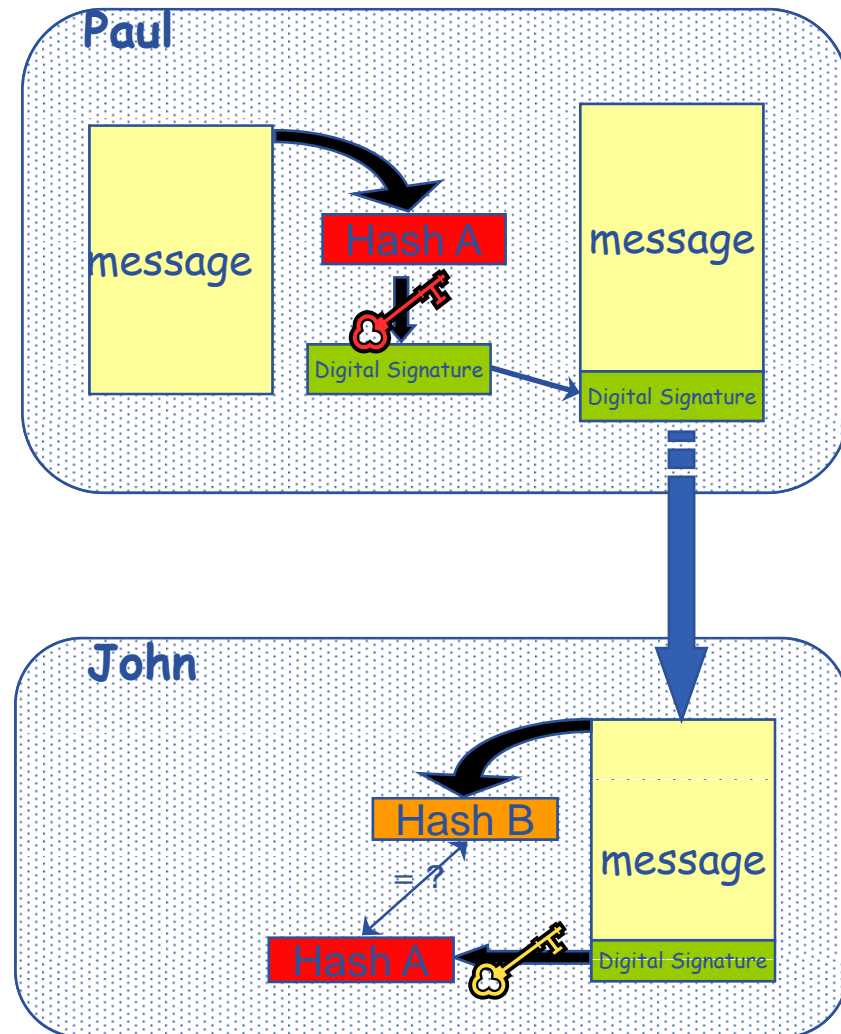 Paul
message
Hash A
Digital Signature
message
Digital Signature
John
Hash B
= ?
Hash A
message
Digital Signature